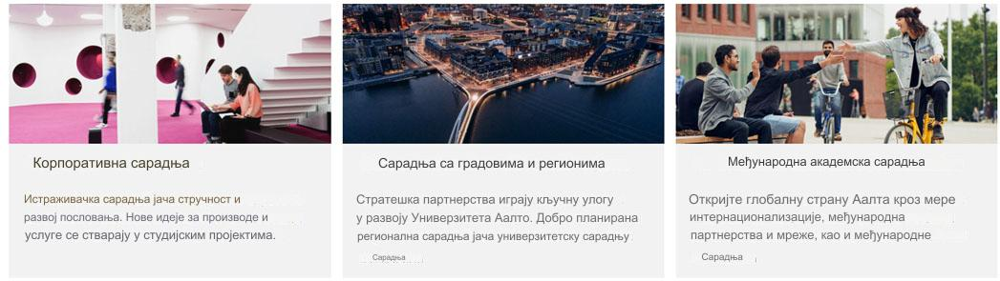 Корпоративна сарадња
Истраживачка сарадња јача стручност и
развој пословања. Нове идеје за производе и
услуге се стварају у студијским пројектима.
Сарадња са градовима и регионима
Стратешка партнерства играју кључну улогу
у развоју Универзитета Аалто. Добро планирана
регионална сарадња јача универзитетску сарадњу
Сарадња
Међународна академска сарадња
Откријте глобалну страну Аалта кроз мере
интернационализације, међународна
партнерства и мреже, као и међународне
Сарадња